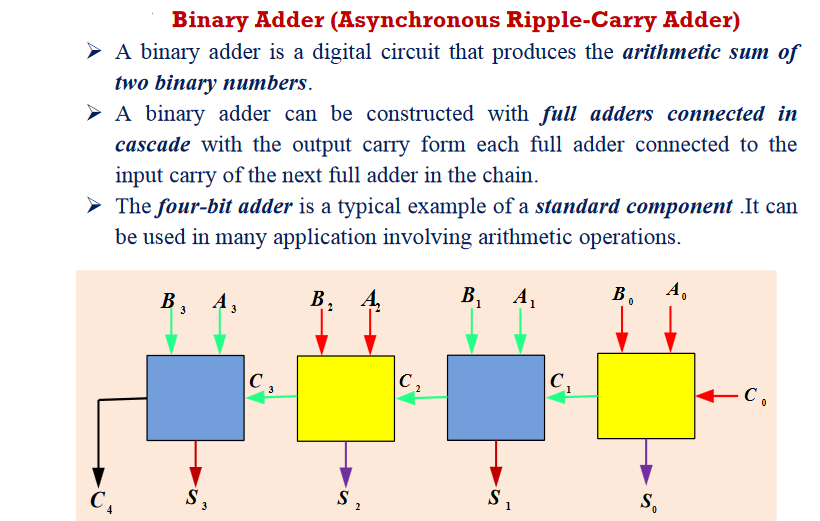 Binary Adder (Asynchronous Ripple-Carry Adder)
➢ A binary adder is a digital circuit that produces the arithmetic sum of
two binary numbers.
➢ A binary adder can be constructed with full adders connected in
cascade with the output carry form each full adder connected to the
input carry of the next full adder in the chain.
➢ The four-bit adder is a typical example of a standard component .It can
be used in many application involving arithmetic operations.
B₃ A₃ B₂ A₂ B₁ A₁ B₀ A₀
C₃ C₂ C₁ C₀
C₄ S₃ S₂ S₁ S₀